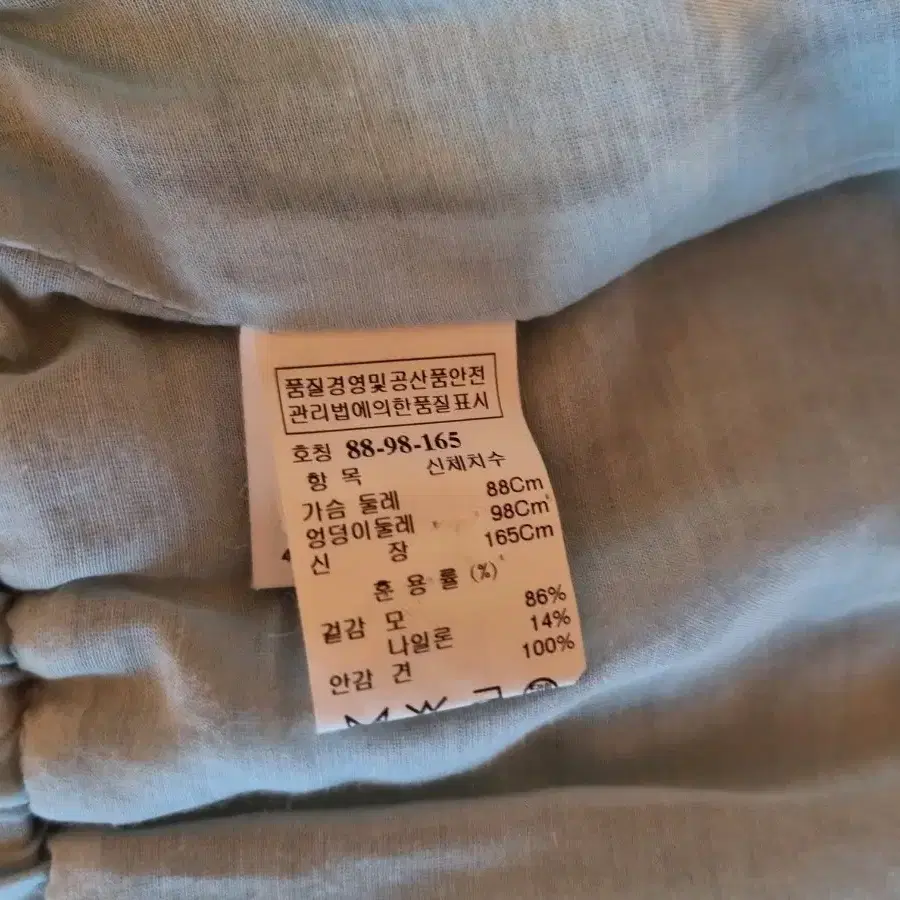 품질경영및공산품안전
관리법에의한품질표시
호칭 88-98-165
항 목 신체치수
가슴 둘레 88Cm
엉덩이둘레 98Cm
신 장 165Cm
혼 용 률 (%)
겉감 모 86%
나일론 14%
안감 견 100%